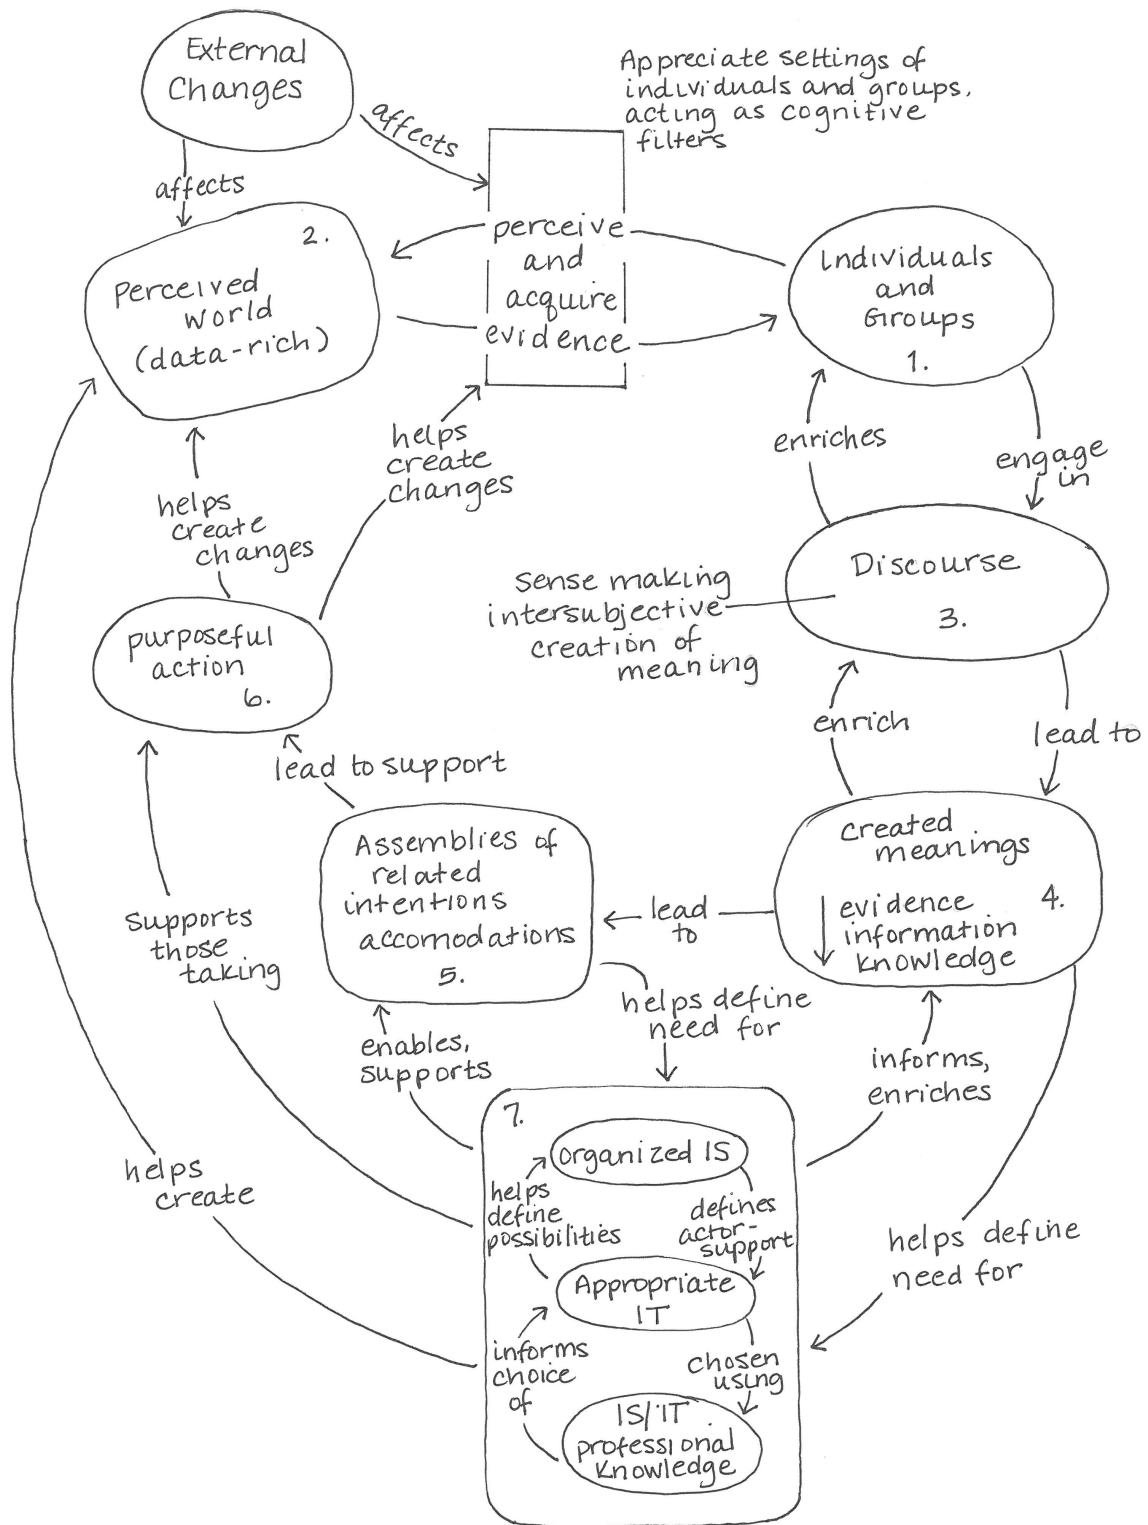 External
Changes
affects
affects
Appreciate settings of
individuals and groups,
acting as cognitive
filters
perceive
and
acquire
evidence
2.
Perceived
World
(data-rich)
Individuals
and
Groups
1.
helps
create
changes
helps
create
changes
enriches
engage
in
Discourse
3.
sense making
intersubjective
creation of
meaning
purposeful
action
6.
enrich
lead to
lead to support
created
meanings
evidence
information
knowledge
4.
Assemblies of
related
intentions
accomodations
5.
lead
to
Supports
those
taking
helps define
need for
enables,
supports
informs,
enriches
7.
organized IS
helps
define
possibilities
defines
actor-
support
Appropriate
IT
informs
choice
of
chosen
using
IS/IT
professional
knowledge
helps
create
helps define
need for